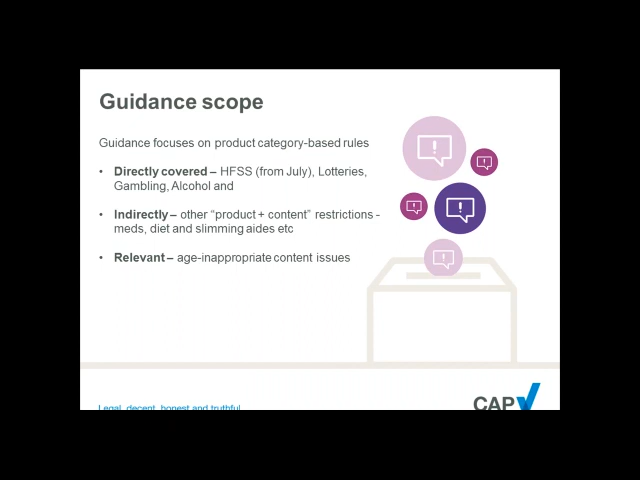 Guidance scope
Guidance focuses on product category-based rules
• Directly covered – HFSS (from July), Lotteries,
Gambling, Alcohol and
• Indirectly – other “product + content” restrictions -
meds, diet and slimming aides etc
• Relevant – age-inappropriate content issues
Legal, decent, honest and truthful
CAP